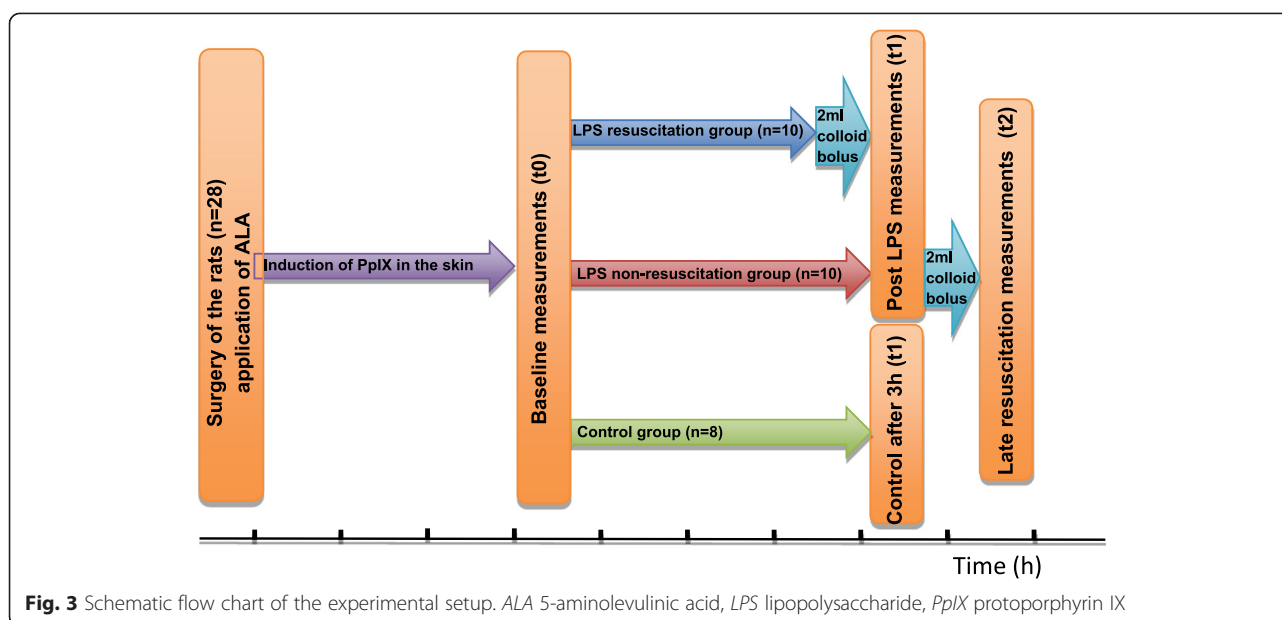 Surgery of the rats (n=28)
application of ALA
Induction of PpIX in the skin
Baseline measurements (t0)
LPS resuscitation group (n=10)
2ml
colloid
bolus
LPS non-resuscitation group (n=10)
Control group (n=8)
Post LPS measurements (t1)
Control after 3h (t1)
2ml
colloid
bolus
Late resuscitation measurements (t2)
Time (h)
Fig. 3 Schematic flow chart of the experimental setup. ALA 5-aminolevulinic acid, LPS lipopolysaccharide, PpIX protoporphyrin IX